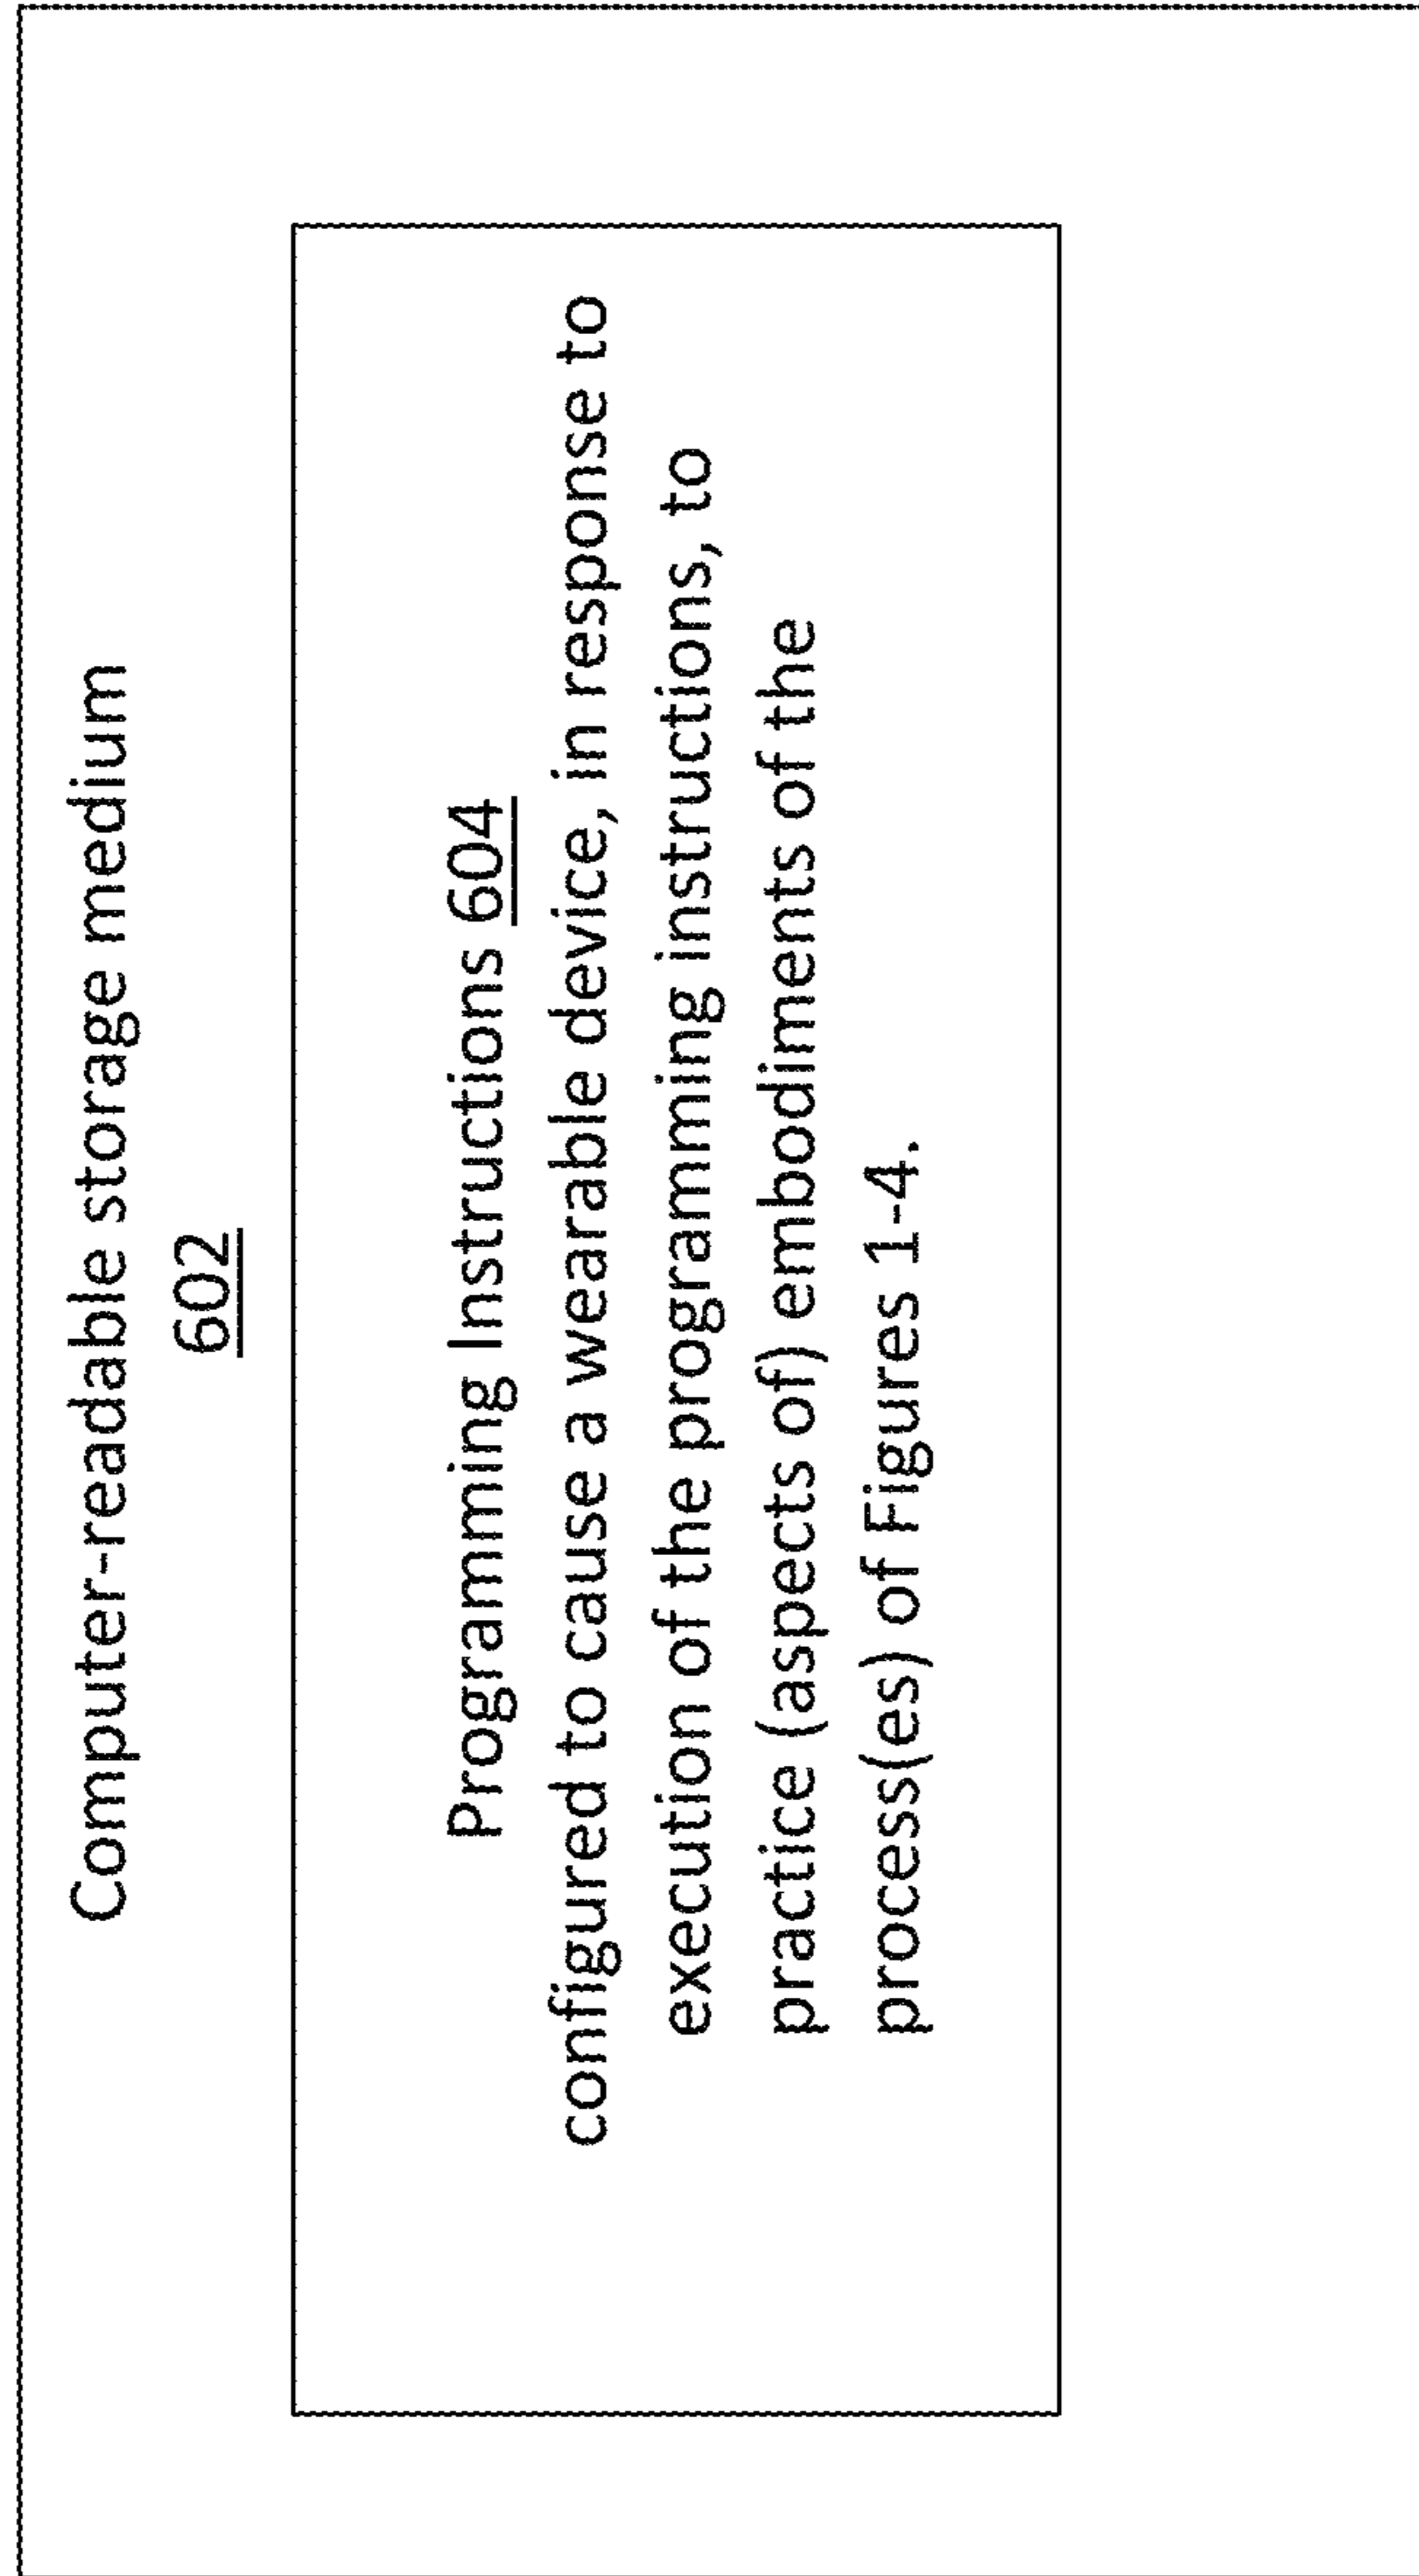 Computer-readable storage medium
602
Programming Instructions 604
configured to cause a wearable device, in response to
execution of the programming instructions, to
practice (aspects of) embodiments of the
process(es) of Figures 1-4.